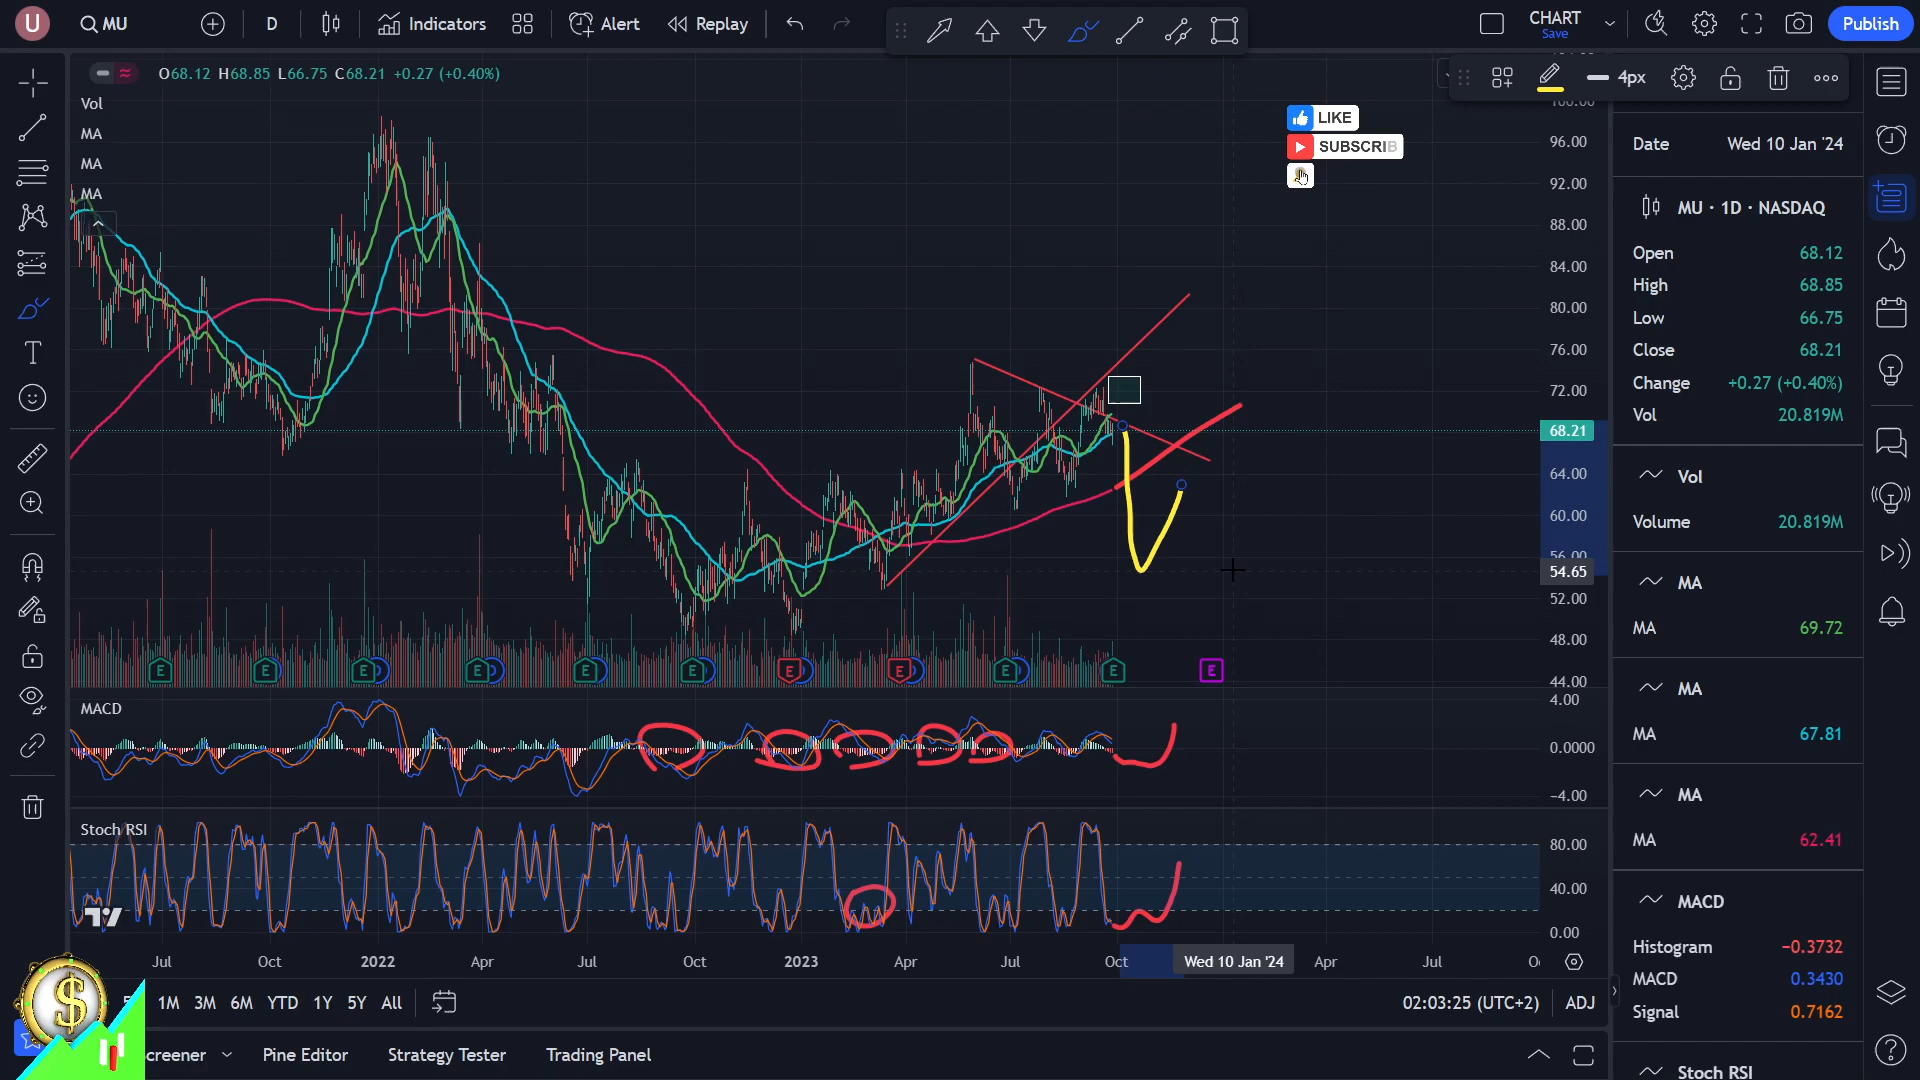 U
MU
D
Indicators
Alert
Replay
CHART
Save
Publish
O68.12 H68.85 L66.75 C68.21 +0.27 (+0.40%)
Vol
MA
MA
MA
LIKE
SUBSCRIB
4px
96.00
92.00
88.00
84.00
80.00
76.00
72.00
68.21
64.00
60.00
56.00
54.65
52.00
48.00
44.00
E E E E E E E E E E E
MACD
4.00
0.0000
−4.00
Stoch RSI
80.00
40.00
0.00
Jul Oct 2022 Apr Jul Oct 2023 Apr Jul Oct Wed 10 Jan '24 Apr Jul
1M 3M 6M YTD 1Y 5Y All
02:03:25 (UTC+2) ADJ
creener Pine Editor Strategy Tester Trading Panel
Date Wed 10 Jan '24
MU · 1D · NASDAQ
Open 68.12
High 68.85
Low 66.75
Close 68.21
Change +0.27 (+0.40%)
Vol 20.819M
Vol
Volume 20.819M
MA
MA 69.72
MA
MA 67.81
MA
MA 62.41
MACD
Histogram −0.3732
MACD 0.3430
Signal 0.7162
Stoch RSI
$